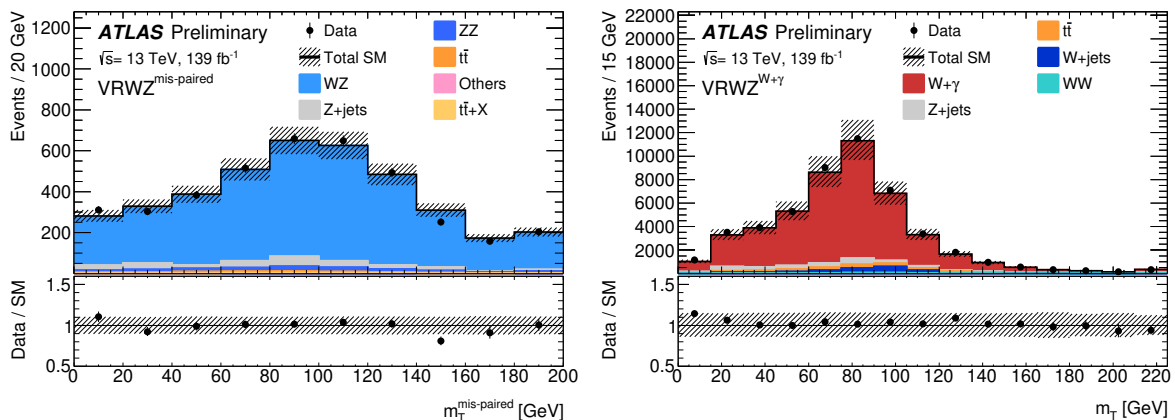 Events / 20 GeV
1200
1000
800
600
400
200
ATLAS Preliminary
√s= 13 TeV, 139 fb⁻¹
VRWZ^mis-paired
Data
Total SM
WZ
Z+jets
ZZ
tt̄
Others
tt̄+X
Data / SM
1.5
1
0.5
0 20 40 60 80 100 120 140 160 180 200
m_T^mis-paired [GeV]
Events / 15 GeV
22000
20000
18000
16000
14000
12000
10000
8000
6000
4000
2000
ATLAS Preliminary
√s= 13 TeV, 139 fb⁻¹
VRWZ^W+γ
Data
Total SM
W+γ
Z+jets
tt̄
W+jets
WW
Data / SM
1.5
1
0.5
0 20 40 60 80 100 120 140 160 180 200 220
m_T [GeV]